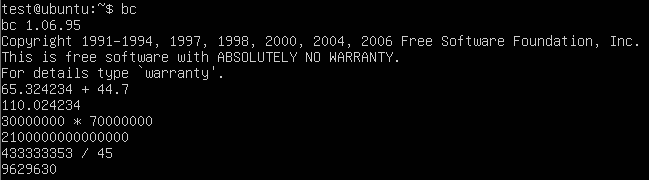 test@ubuntu:~$ bc
bc 1.06.95
Copyright 1991-1994, 1997, 1998, 2000, 2004, 2006 Free Software Foundation, Inc.
This is free software with ABSOLUTELY NO WARRANTY.
For details type `warranty'.
65.324234 + 44.7
110.024234
30000000 * 70000000
2100000000000000
433333353 / 45
9629630